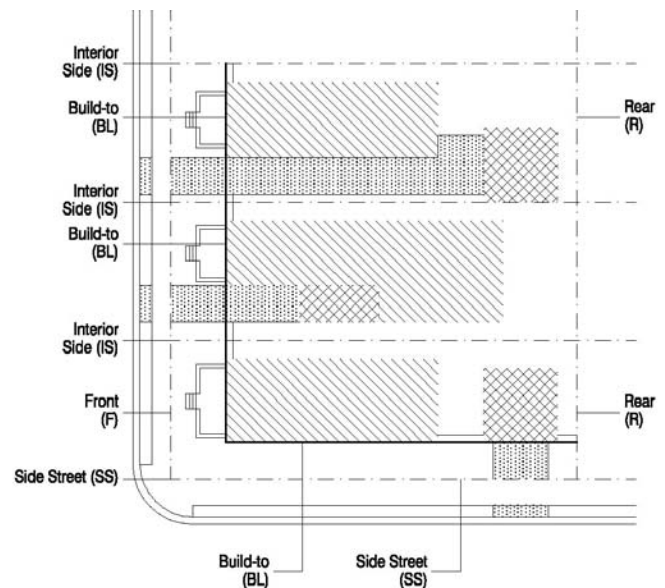 Interior
Side (IS)
Build-to
(BL)
Rear
(R)
Interior
Side (IS)
Build-to
(BL)
Interior
Side (IS)
Front
(F)
Rear
(R)
Side Street (SS)
Build-to
(BL)
Side Street
(SS)